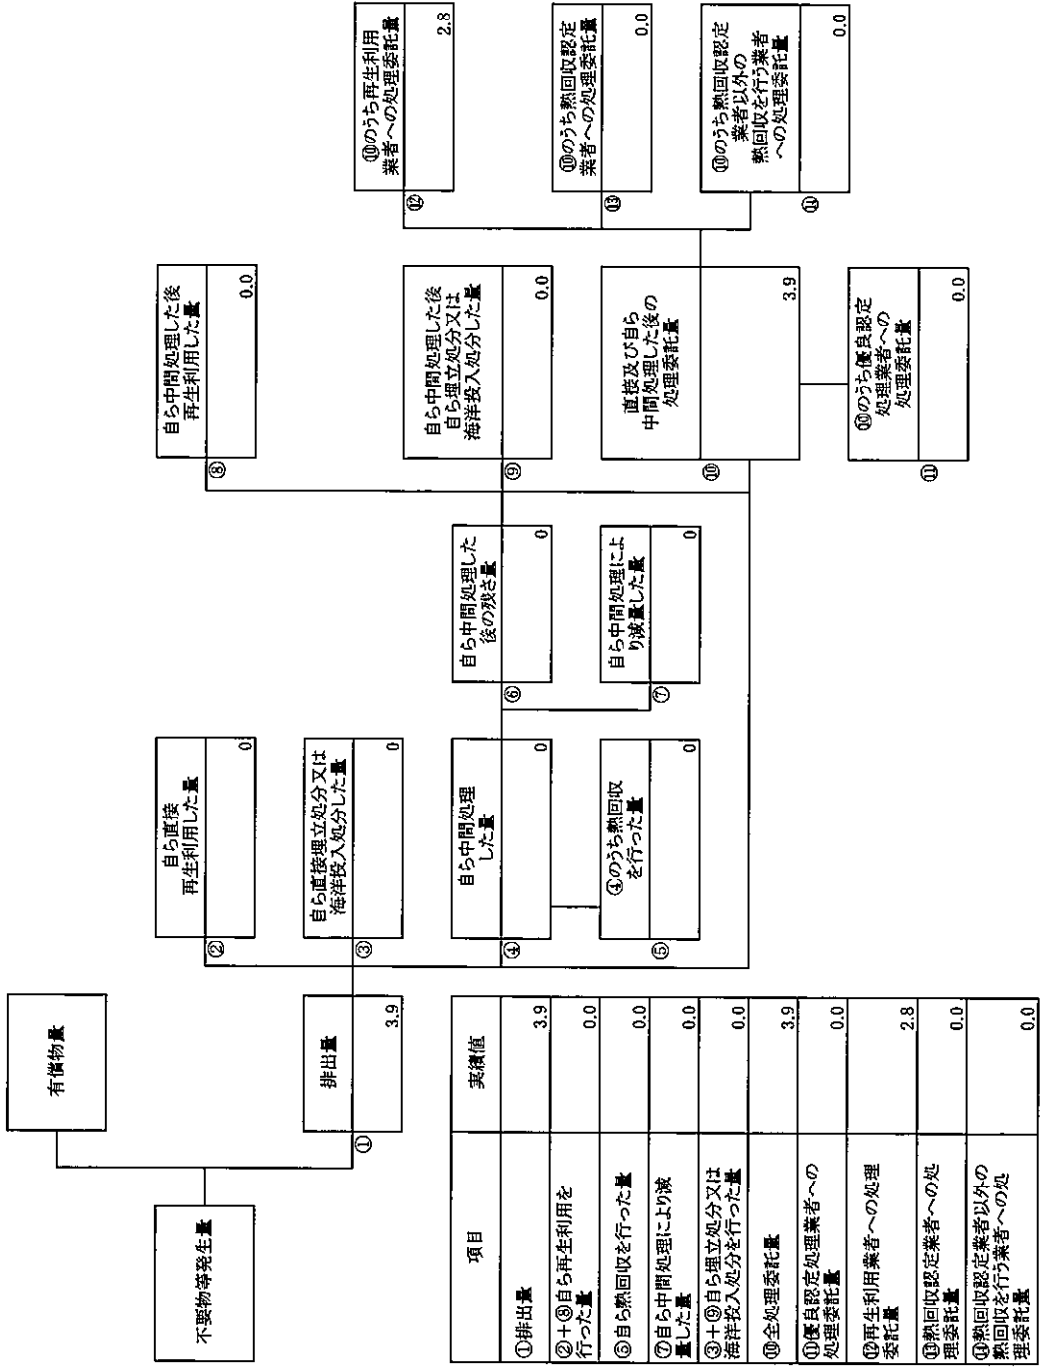 不要物等発生量
有償物量
排出量
①
3.9
自ら直接
再生利用した量
②
0
自ら直接埋立処分又は
海洋投入処分した量
③
0
自ら中間処理
した量
④
0
④のうち熱回収
を行った量
⑤
0
自ら中間処理した
後の残さ量
⑥
0
自ら中間処理によ
り減量した量
⑦
0
自ら中間処理した後
再生利用した量
⑧
0.0
自ら中間処理した後
自ら埋立処分又は
海洋投入処分した量
⑨
0.0
直接及び自ら
中間処理した後の
処理委託量
⑩
3.9
⑩のうち優良認定
処理業者への
処理委託量
⑪
0.0
⑩のうち再生利用
業者への処理委託量
⑫
2.8
⑩のうち熱回収認定
業者への処理委託量
⑬
0.0
⑩のうち熱回収認定
業者以外の
熱回収を行う業者
への処理委託量
0.0
項目
実績値
①排出量
3.9
②+⑧自ら再生利用を
行った量
0.0
⑤自ら熱回収を行った量
0.0
⑦自ら中間処理により減
量した量
0.0
③+⑨自ら埋立処分又は
海洋投入処分を行った量
0.0
⑩全処理委託量
3.9
⑪優良認定処理業者への
処理委託量
0.0
⑫再生利用業者への処理
委託量
2.8
⑬熱回収認定業者への処
理委託量
0.0
⑭熱回収認定業者以外の
熱回収を行う業者への処
理委託量
0.0